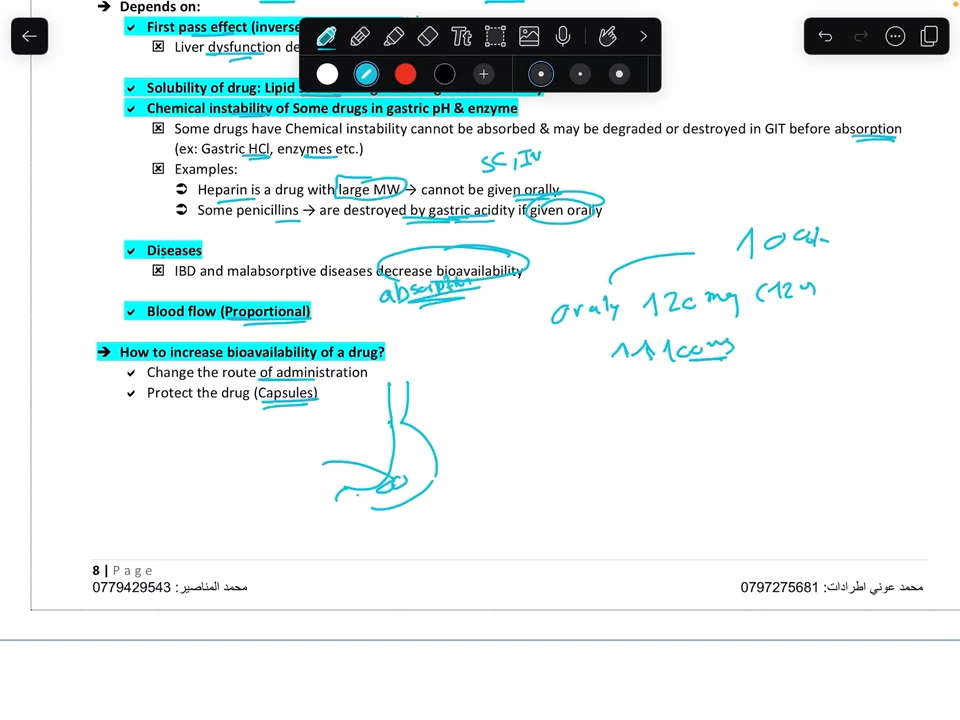 ➔ Depends on:
✓ First pass effect (inverse
☒ Liver dysfunction de
✓ Solubility of drug: Lipid
✓ Chemical instability of Some drugs in gastric pH & enzyme
☒ Some drugs have Chemical instability cannot be absorbed & may be degraded or destroyed in GIT before absorption
(ex: Gastric HCl, enzymes etc.)
SC, IV
☒ Examples:
➲ Heparin is a drug with large MW → cannot be given orally
➲ Some penicillins → are destroyed by gastric acidity if given orally
✓ Diseases
☒ IBD and malabsorptive diseases decrease bioavailability
absorption
✓ Blood flow (Proportional)
oraly 120 mg
100mg
➔ How to increase bioavailability of a drug?
✓ Change the route of administration
✓ Protect the drug (Capsules)
8 | Page
محمد المناصير: 0779429543
محمد عوني اطرادات: 0797275681
Tt